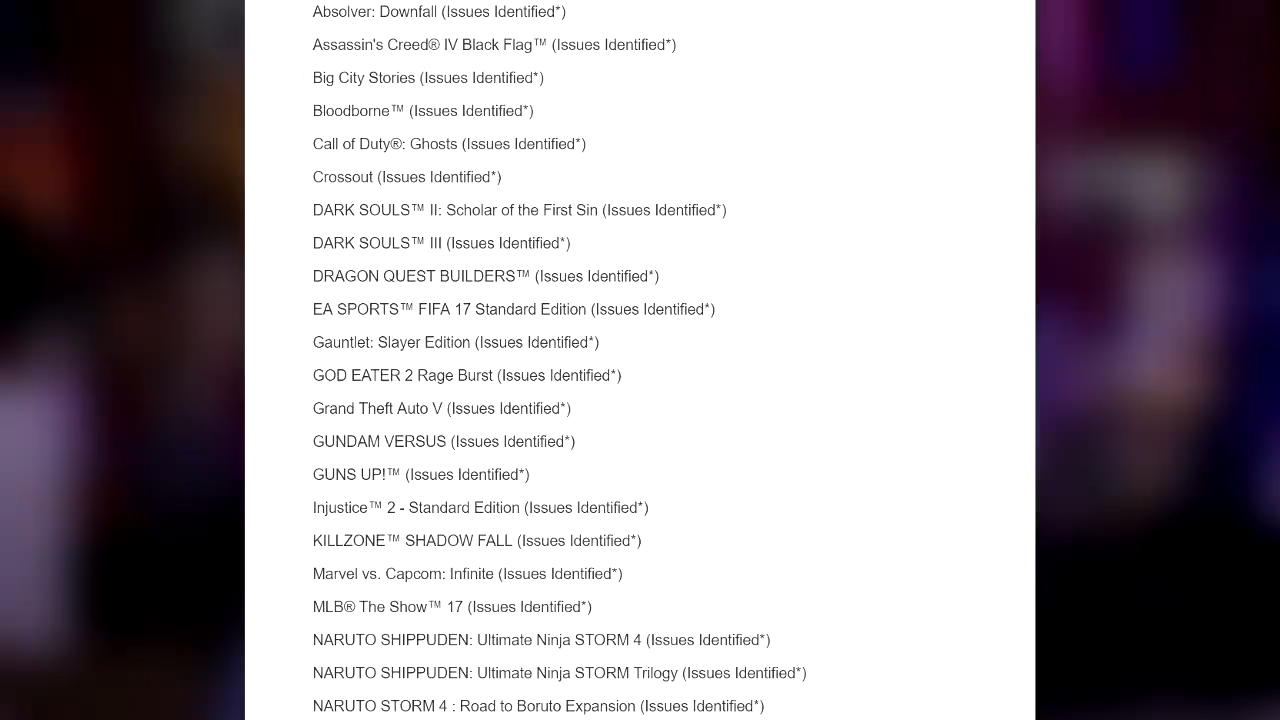 Absolver: Downfall (Issues Identified*)
Assassin's Creed® IV Black Flag™ (Issues Identified*)
Big City Stories (Issues Identified*)
Bloodborne™ (Issues Identified*)
Call of Duty®: Ghosts (Issues Identified*)
Crossout (Issues Identified*)
DARK SOULS™ II: Scholar of the First Sin (Issues Identified*)
DARK SOULS™ III (Issues Identified*)
DRAGON QUEST BUILDERS™ (Issues Identified*)
EA SPORTS™ FIFA 17 Standard Edition (Issues Identified*)
Gauntlet: Slayer Edition (Issues Identified*)
GOD EATER 2 Rage Burst (Issues Identified*)
Grand Theft Auto V (Issues Identified*)
GUNDAM VERSUS (Issues Identified*)
GUNS UP!™ (Issues Identified*)
Injustice™ 2 - Standard Edition (Issues Identified*)
KILLZONE™ SHADOW FALL (Issues Identified*)
Marvel vs. Capcom: Infinite (Issues Identified*)
MLB® The Show™ 17 (Issues Identified*)
NARUTO SHIPPUDEN: Ultimate Ninja STORM 4 (Issues Identified*)
NARUTO SHIPPUDEN: Ultimate Ninja STORM Trilogy (Issues Identified*)
NARUTO STORM 4 : Road to Boruto Expansion (Issues Identified*)